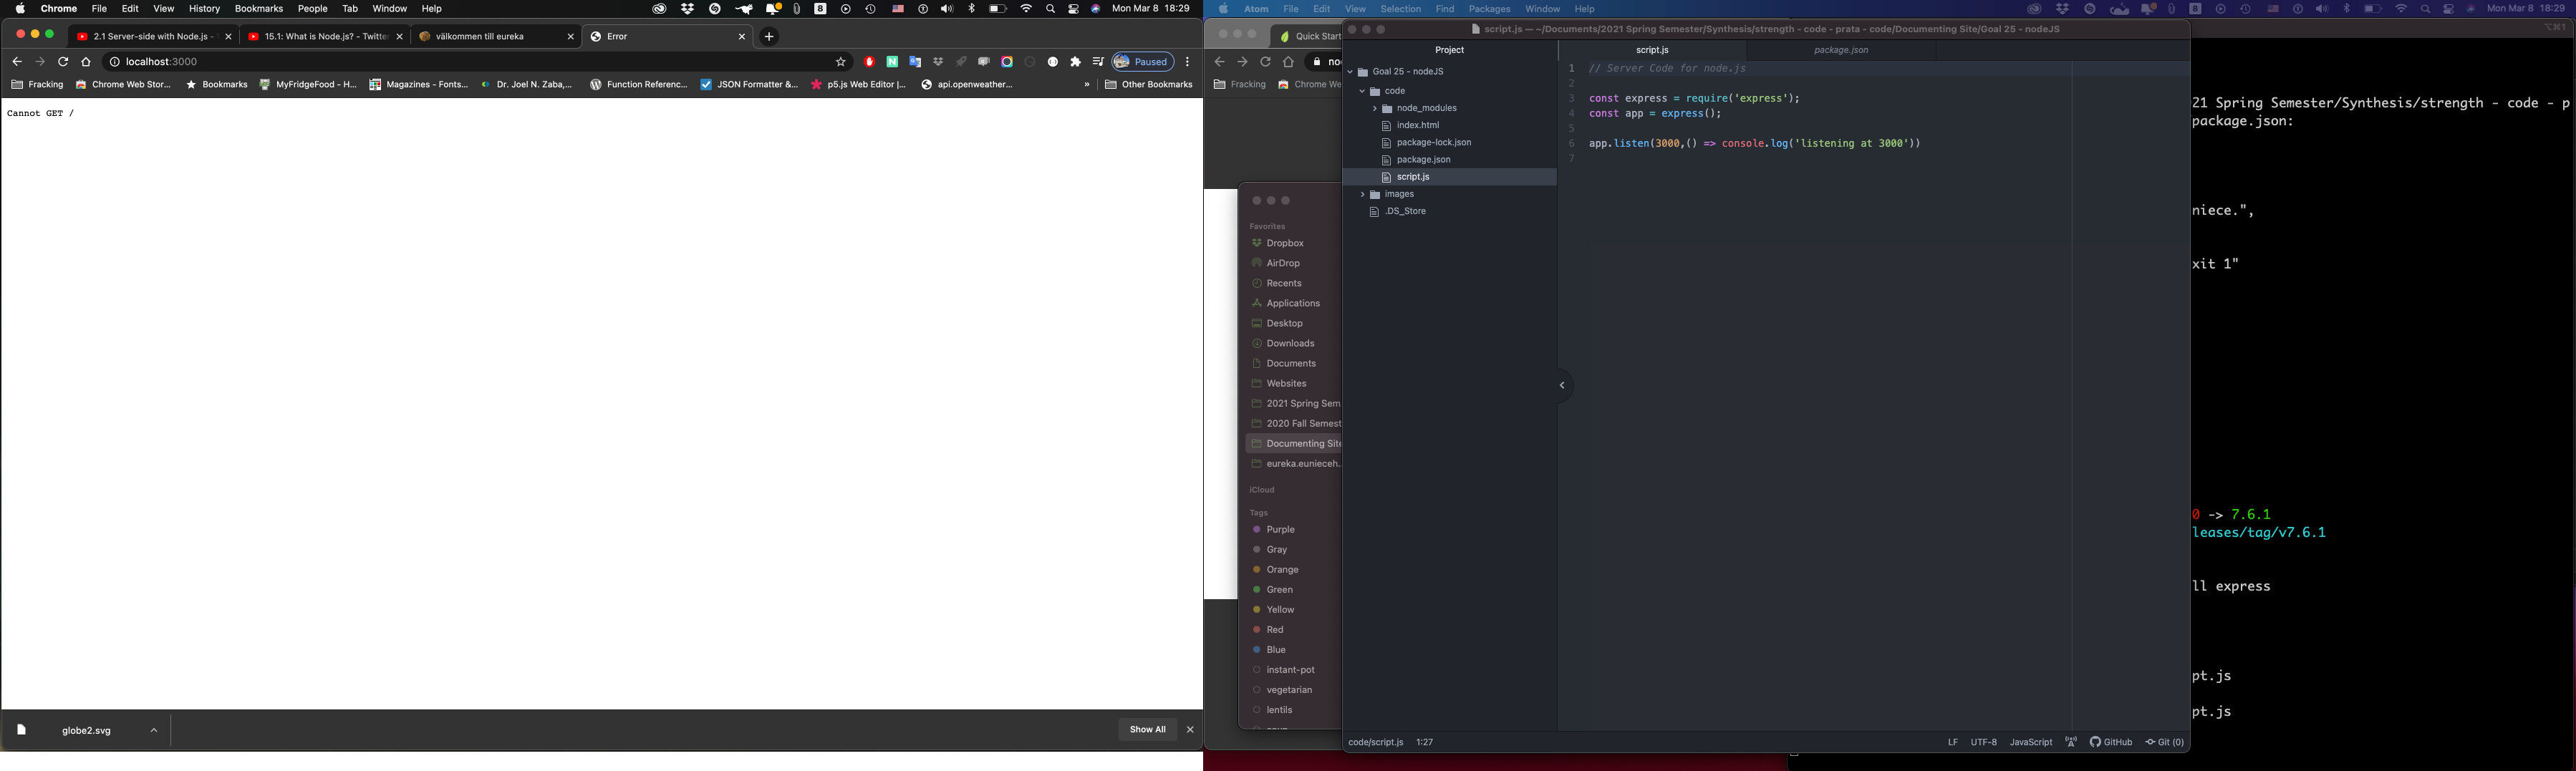 Chrome File Edit View History Bookmarks People Tab Window Help 8 Mon Mar 8 18:29
2.1 Server-side with Node.js - 15.1: What is Node.js? - Twitter välkommen till eureka Error
localhost:3000 Paused
Fracking Chrome Web Stor... Bookmarks MyFridgeFood - H... Magazines - Fonts... Dr. Joel N. Zaba,... Function Referenc... JSON Formatter &... p5.js Web Editor |... api.openweather... » Other Bookmarks
Cannot GET /
globe2.svg Show All
Atom File Edit View Selection Find Packages Window Help 8 Mon Mar 8 18:29
Quick Start
Fracking Chrome We
Favorites
Dropbox
AirDrop
Recents
Applications
Desktop
Downloads
Documents
Websites
2021 Spring Sem
2020 Fall Semest
Documenting Site
eureka.eunieceh.
iCloud
Tags
Purple
Gray
Orange
Green
Yellow
Red
Blue
instant-pot
vegetarian
lentils
script.js — ~/Documents/2021 Spring Semester/Synthesis/strength - code - prata - code/Documenting Site/Goal 25 - nodeJS
Project
Goal 25 - nodeJS
code
node_modules
index.html
package-lock.json
package.json
script.js
images
.DS_Store
script.js package.json
1 // Server Code for node.js
2
3 const express = require('express');
4 const app = express();
5
6 app.listen(3000,() => console.log('listening at 3000'))
7
code/script.js 1:27 LF UTF-8 JavaScript GitHub Git (0)
⌥⌘1
21 Spring Semester/Synthesis/strength - code - p
package.json:
niece.",
xit 1"
0 -> 7.6.1
leases/tag/v7.6.1
ll express
pt.js
pt.js